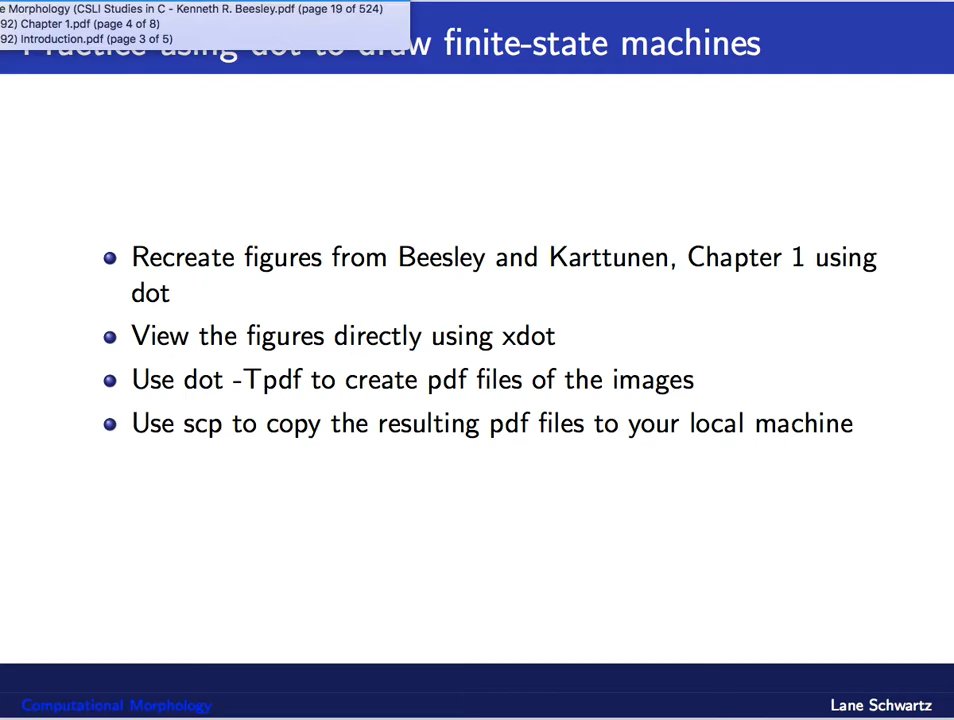 e Morphology (CSLI Studies in C - Kenneth R. Beesley.pdf (page 19 of 524)
92) Chapter 1.pdf (page 4 of 8)
92) Introduction.pdf (page 3 of 5)
Practice using dot to draw finite-state machines
Recreate figures from Beesley and Karttunen, Chapter 1 using
dot
View the figures directly using xdot
Use dot -Tpdf to create pdf files of the images
Use scp to copy the resulting pdf files to your local machine
Computational Morphology
Lane Schwartz